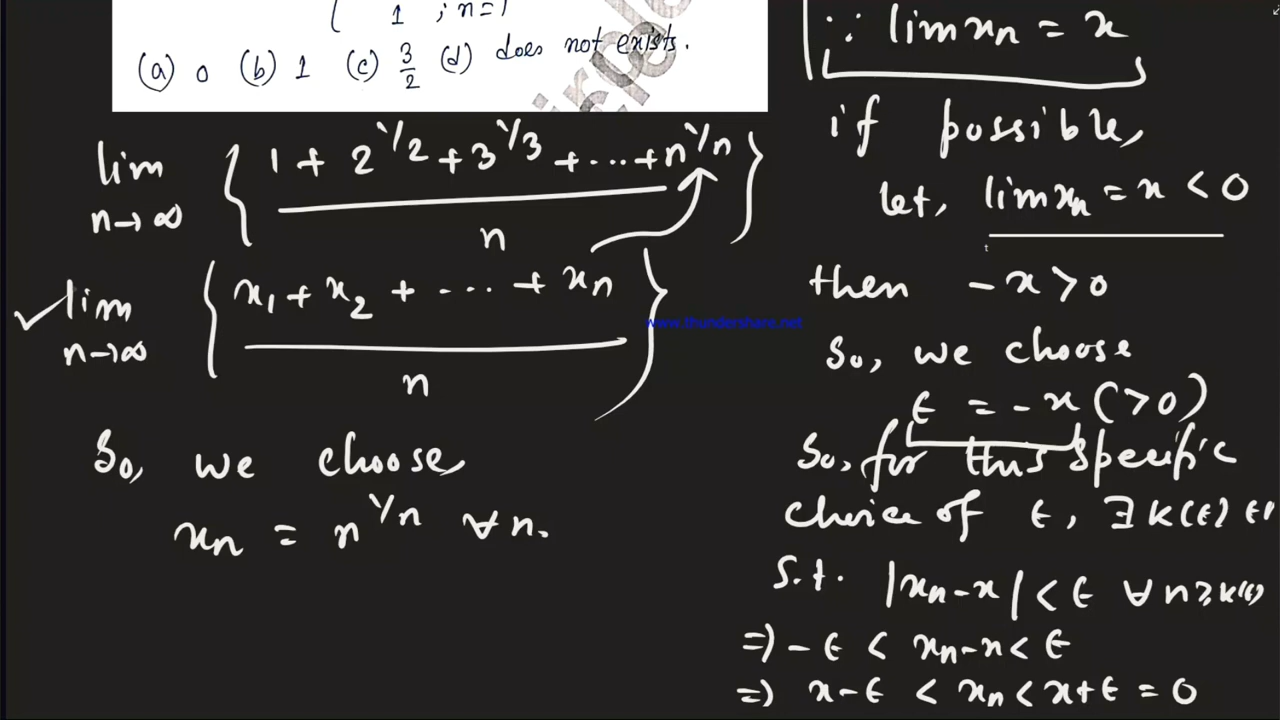 1 ; n=1
(a) 0 (b) 1 (c) 3/2 (d) does not exists.
lim n→∞ { (1 + 2^1/2 + 3^1/3 + ... + n^1/n) / n }
✓ lim n→∞ { (x₁ + x₂ + ... + xₙ) / n }
So, we choose
xₙ = n^1/n ∀n.
∵ lim xₙ = x
if possible,
let, lim xₙ = x < 0
then -x > 0
www.thundershare.net
So, we choose
ϵ = -x (>0)
So, for this specific
choice of ϵ, ∃ K(ϵ) ∈
s.t. |xₙ-x| < ϵ ∀ n ≥ K(ϵ)
=) -ϵ < xₙ-x < ϵ
=) x-ϵ < xₙ < x+ϵ = 0